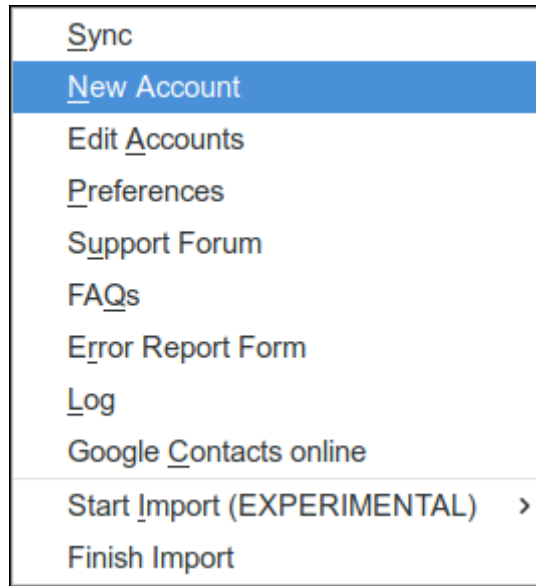 Sync
New Account
Edit Accounts
Preferences
Support Forum
FAQs
Error Report Form
Log
Google Contacts online
Start Import (EXPERIMENTAL)
Finish Import